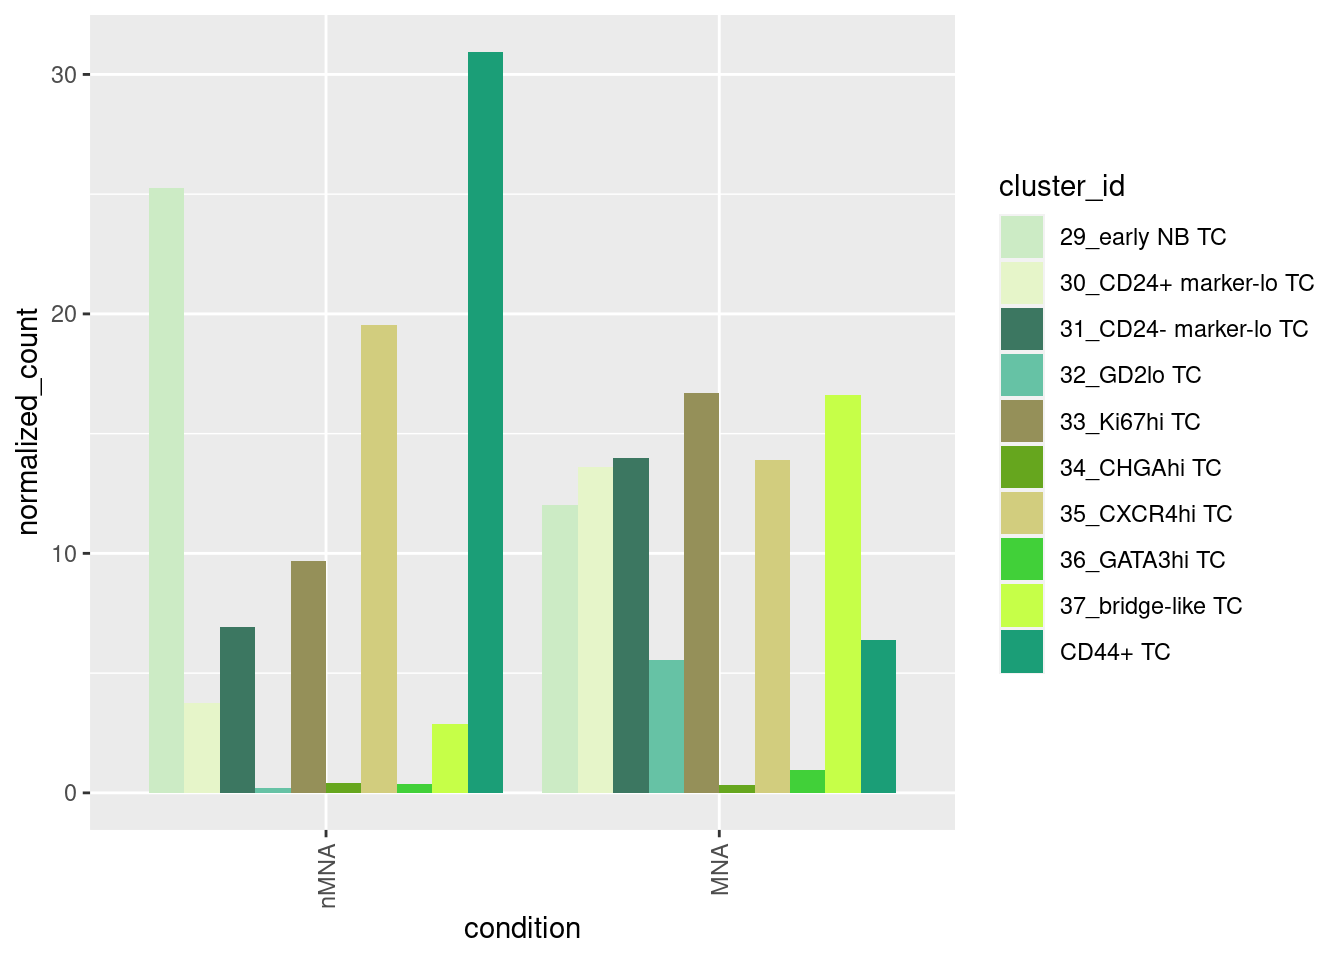 normalized_count
30
20
10
0
nMNA
MNA
condition
cluster_id
29_early NB TC
30_CD24+ marker-lo TC
31_CD24- marker-lo TC
32_GD2lo TC
33_Ki67hi TC
34_CHGAhi TC
35_CXCR4hi TC
36_GATA3hi TC
37_bridge-like TC
CD44+ TC